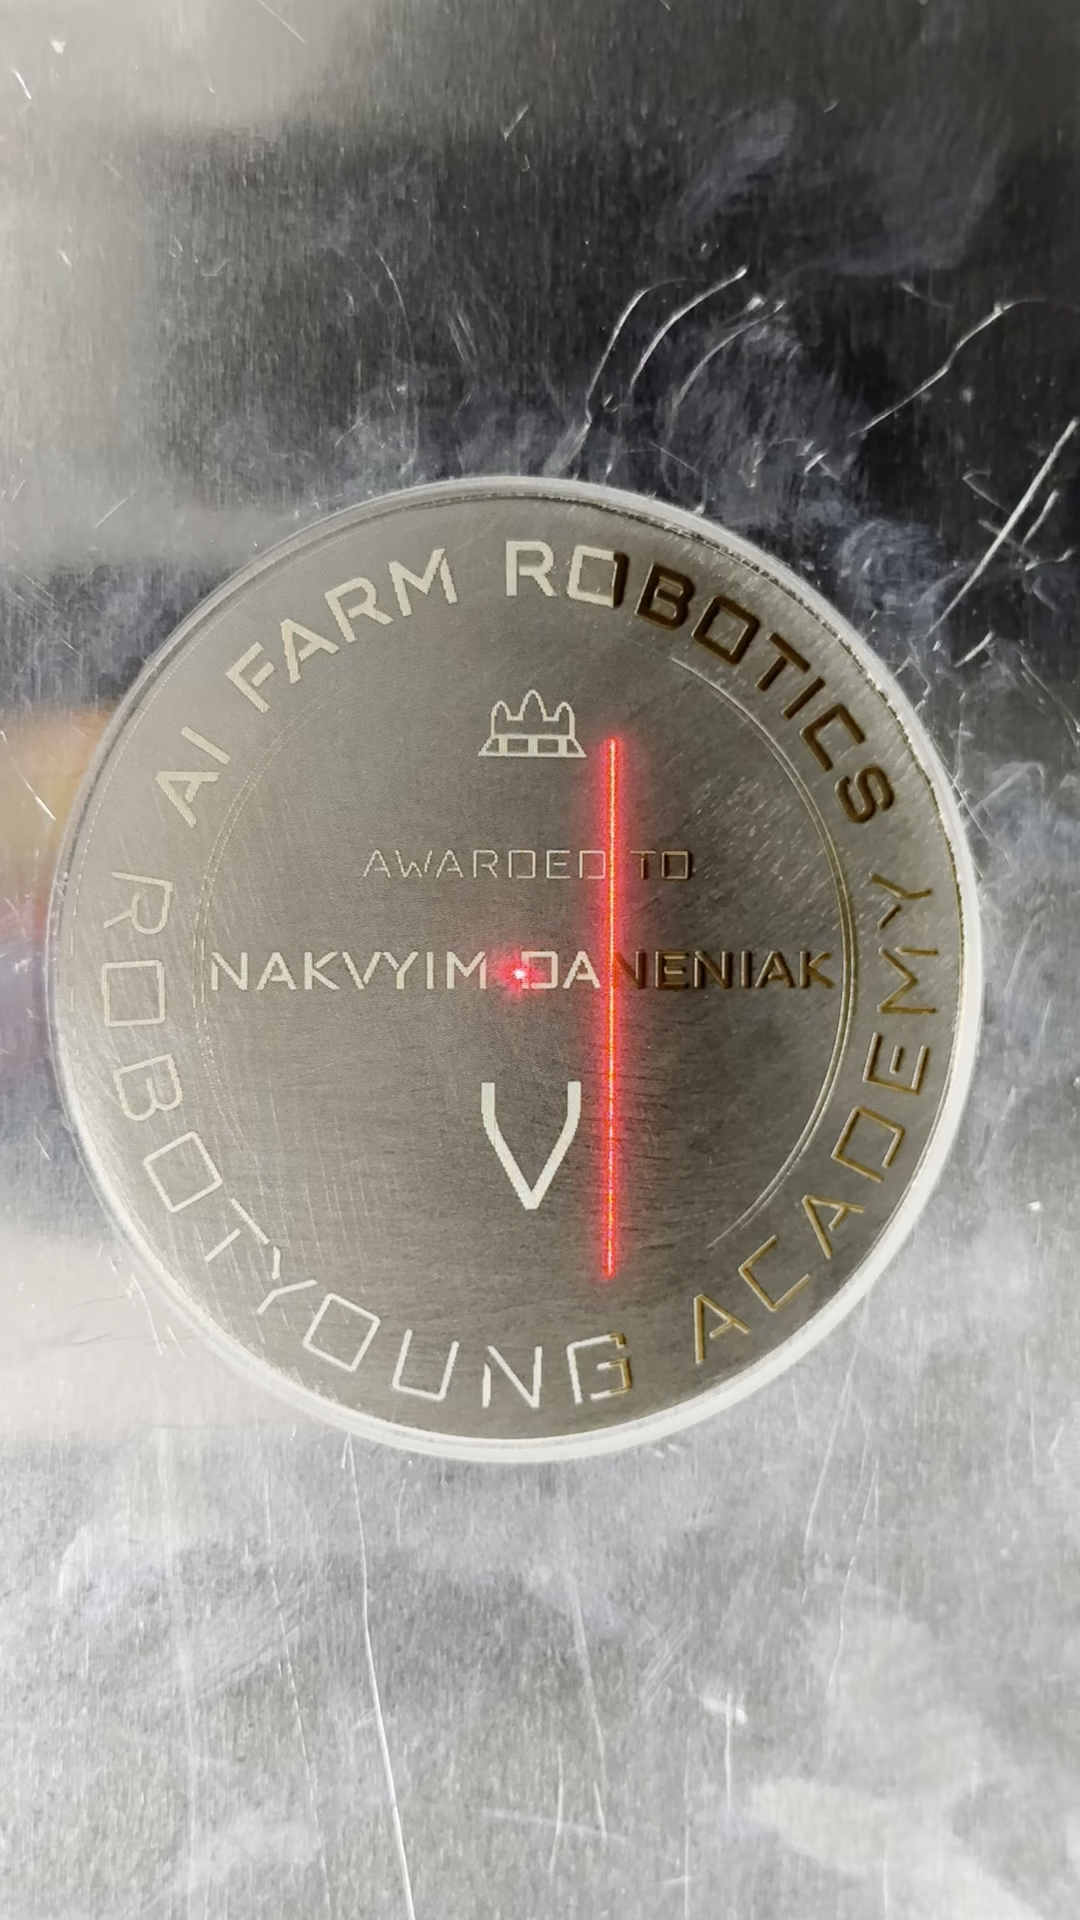 AI FARM ROBOTICS
AWARDED TO
NAKVYIM DANENIAK
V
ROBOTYOUNG ACADEMY